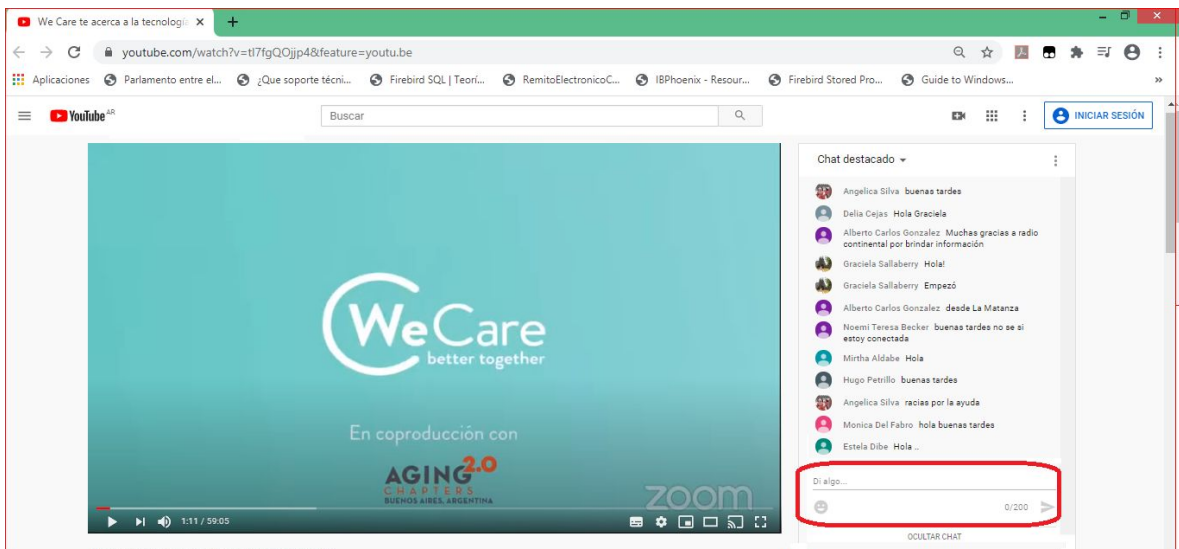 We Care te acerca a la tecnologí
youtube.com/watch?v=tI7fgQOjjp4&feature=youtu.be
Aplicaciones
Parlamento entre el...
¿Que soporte técni...
Firebird SQL | Teorí...
RemitoElectronicoC...
IBPhoenix - Resour...
Firebird Stored Pro...
Guide to Windows...
YouTube AR
Buscar
INICIAR SESIÓN
WeCare
better together
En coproducción con
AGING2.0
CHAPTERS
BUENOS AIRES, ARGENTINA
zoom
1:11 / 59:05
Chat destacado
Angelica Silva buenas tardes
Delia Cejas Hola Graciela
Alberto Carlos Gonzalez Muchas gracias a radio
continental por brindar información
Graciela Sallaberry Hola!
Graciela Sallaberry Empezó
Alberto Carlos Gonzalez desde La Matanza
Noemi Teresa Becker buenas tardes no se si
estoy conectada
Mirtha Aldabe Hola
Hugo Petrillo buenas tardes
Angelica Silva racias por la ayuda
Monica Del Fabro hola buenas tardes
Estela Dibe Hola ..
Di algo...
0/200
OCULTAR CHAT